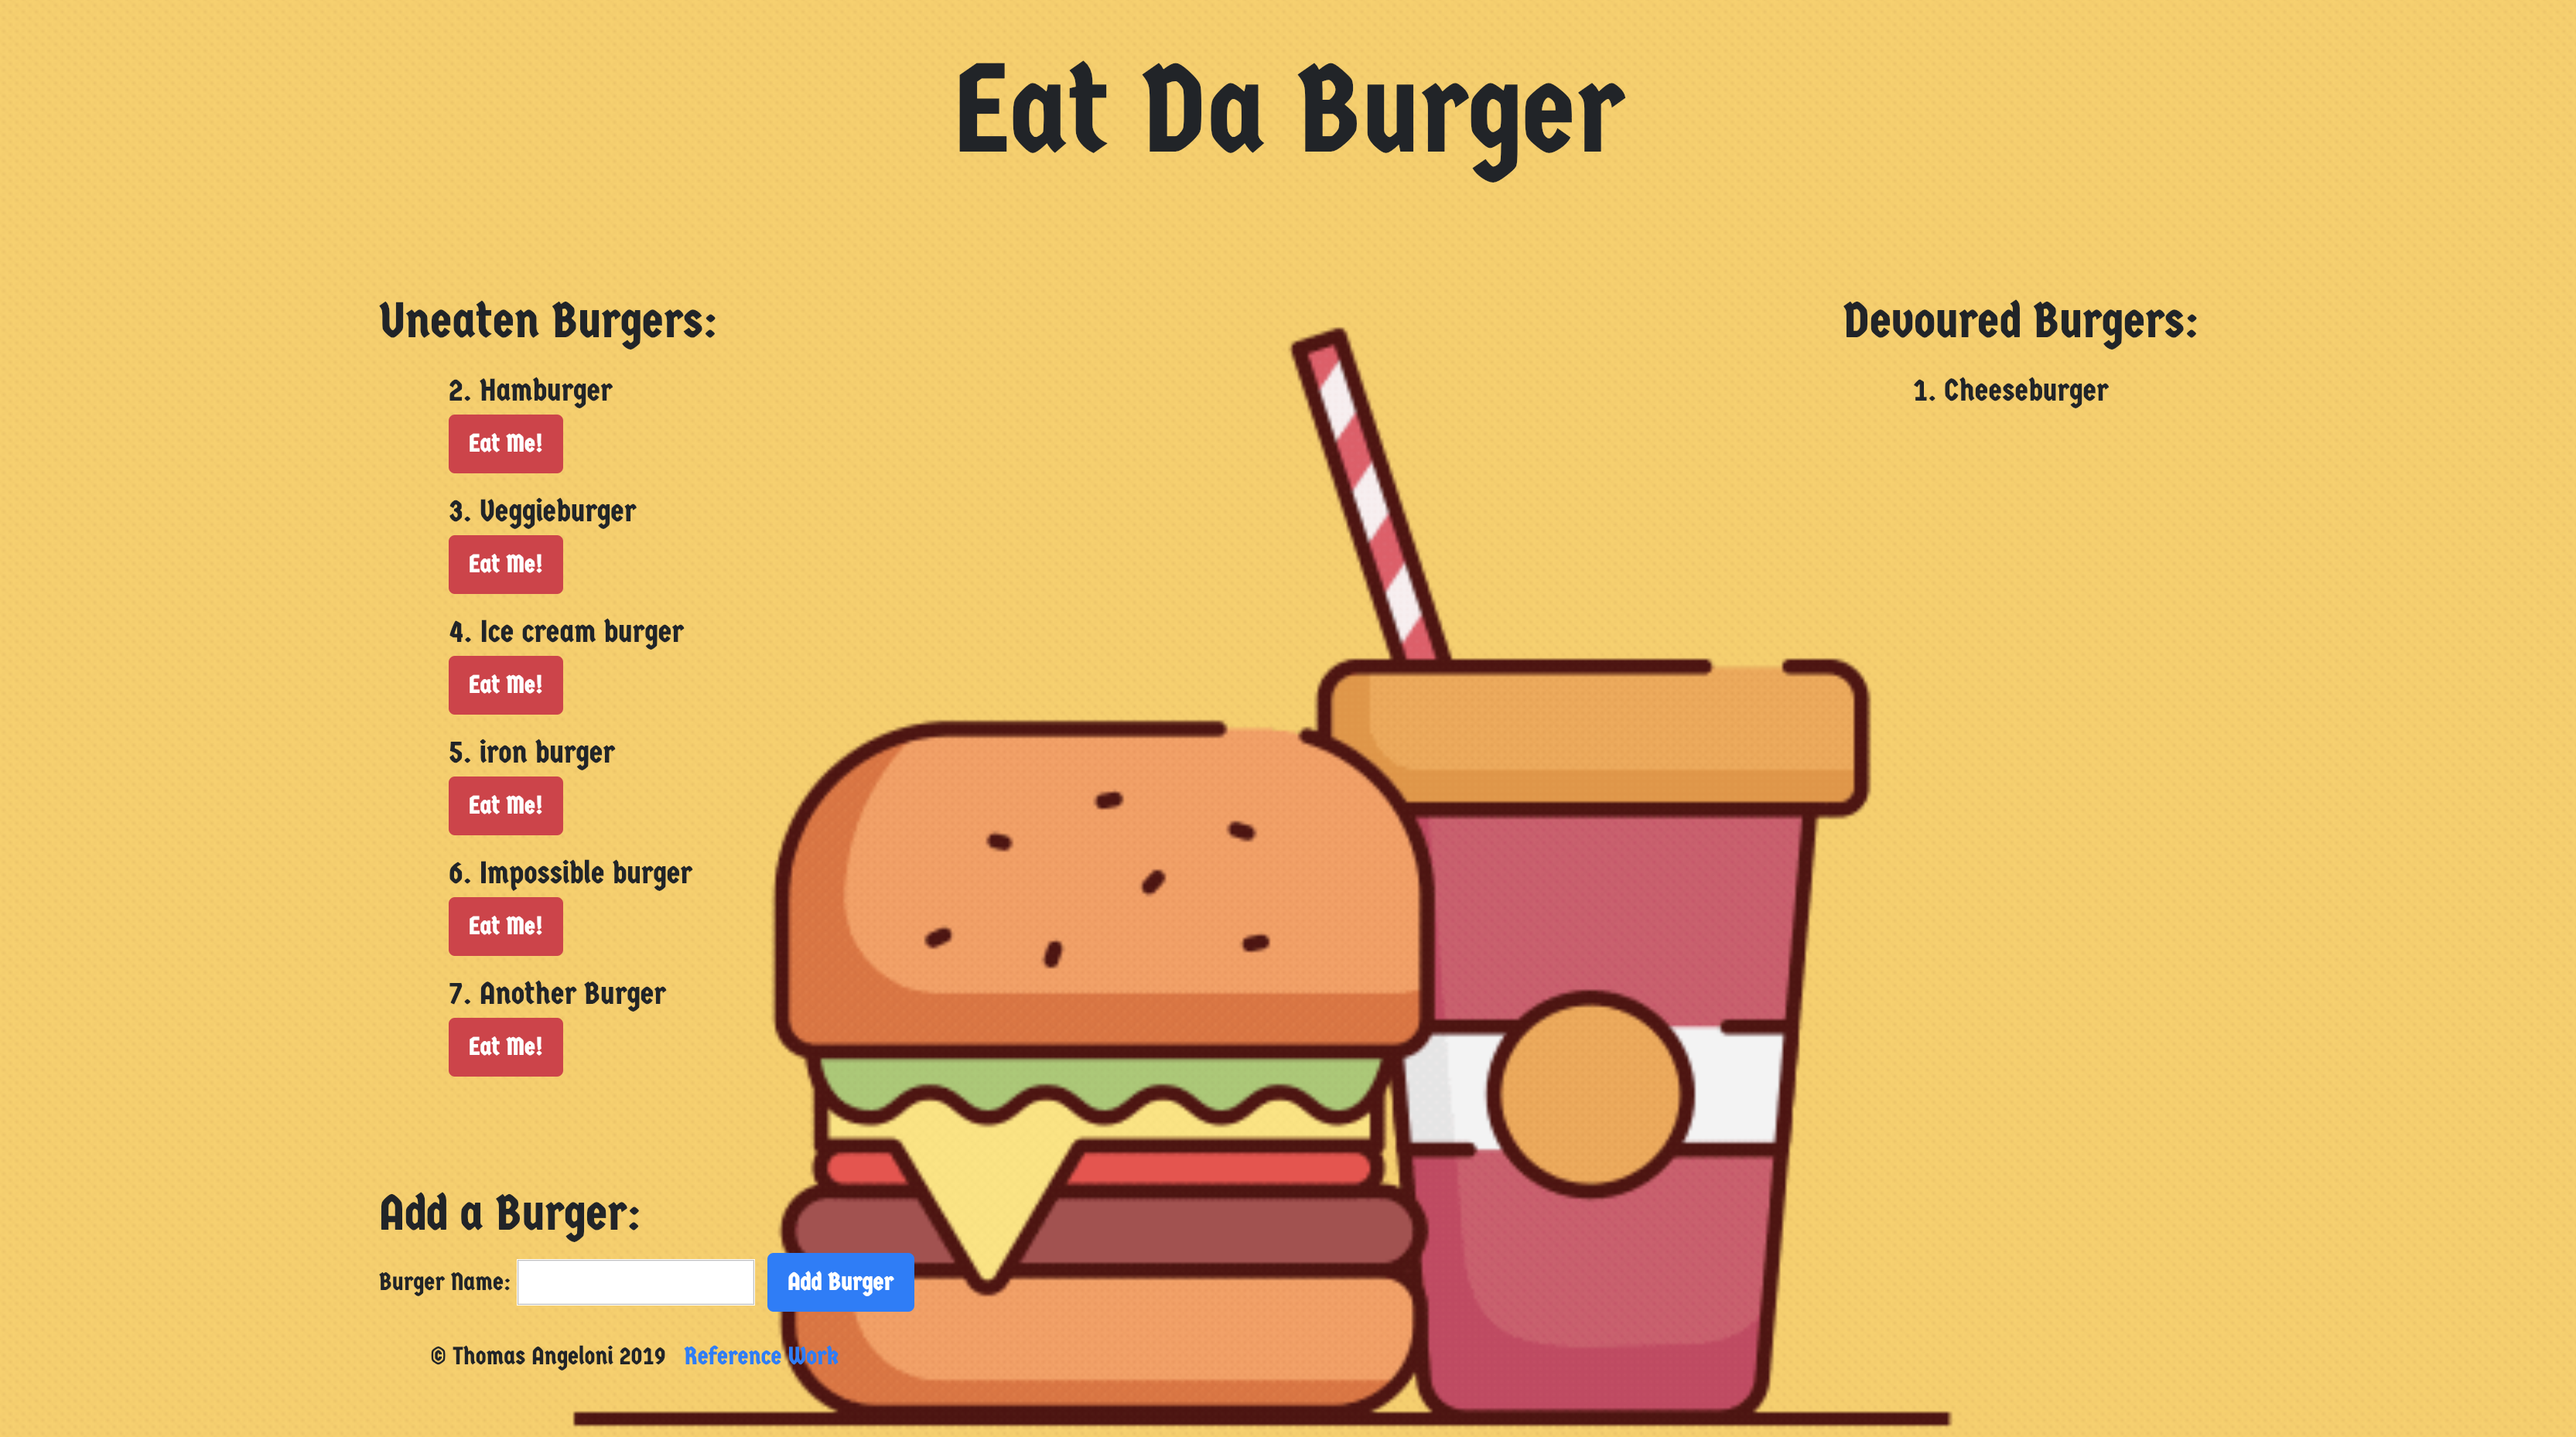 Eat Da Burger
Uneaten Burgers:
2. Hamburger
Eat Me!
3. Veggieburger
Eat Me!
4. Ice cream burger
Eat Me!
5. iron burger
Eat Me!
6. Impossible burger
Eat Me!
7. Another Burger
Eat Me!
Devoured Burgers:
1. Cheeseburger
Add a Burger:
Burger Name: Add Burger
© Thomas Angeloni 2019 Reference Work